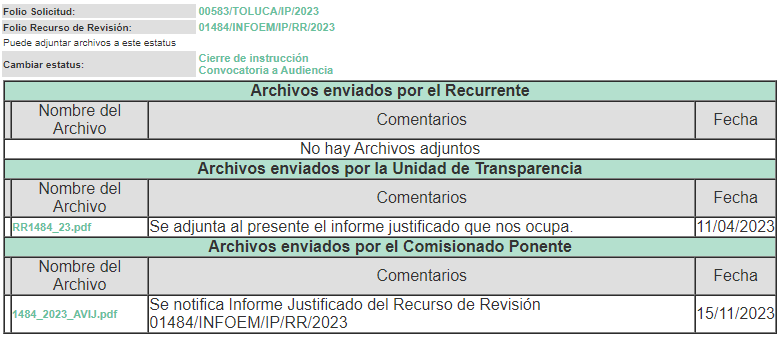 Folio Solicitud: 00583/TOLUCA/IP/2023
Folio Recurso de Revisión: 01484/INFOEM/IP/RR/2023
Puede adjuntar archivos a este estatus
Cambiar estatus: Cierre de instrucción
Convocatoria a Audiencia
Archivos enviados por el Recurrente
Nombre del Archivo Comentarios Fecha
No hay Archivos adjuntos
Archivos enviados por la Unidad de Transparencia
Nombre del Archivo Comentarios Fecha
RR1484_23.pdf Se adjunta al presente el informe justificado que nos ocupa. 11/04/2023
Archivos enviados por el Comisionado Ponente
Nombre del Archivo Comentarios Fecha
1484_2023_AVIJ.pdf Se notifica Informe Justificado del Recurso de Revisión 01484/INFOEM/IP/RR/2023 15/11/2023